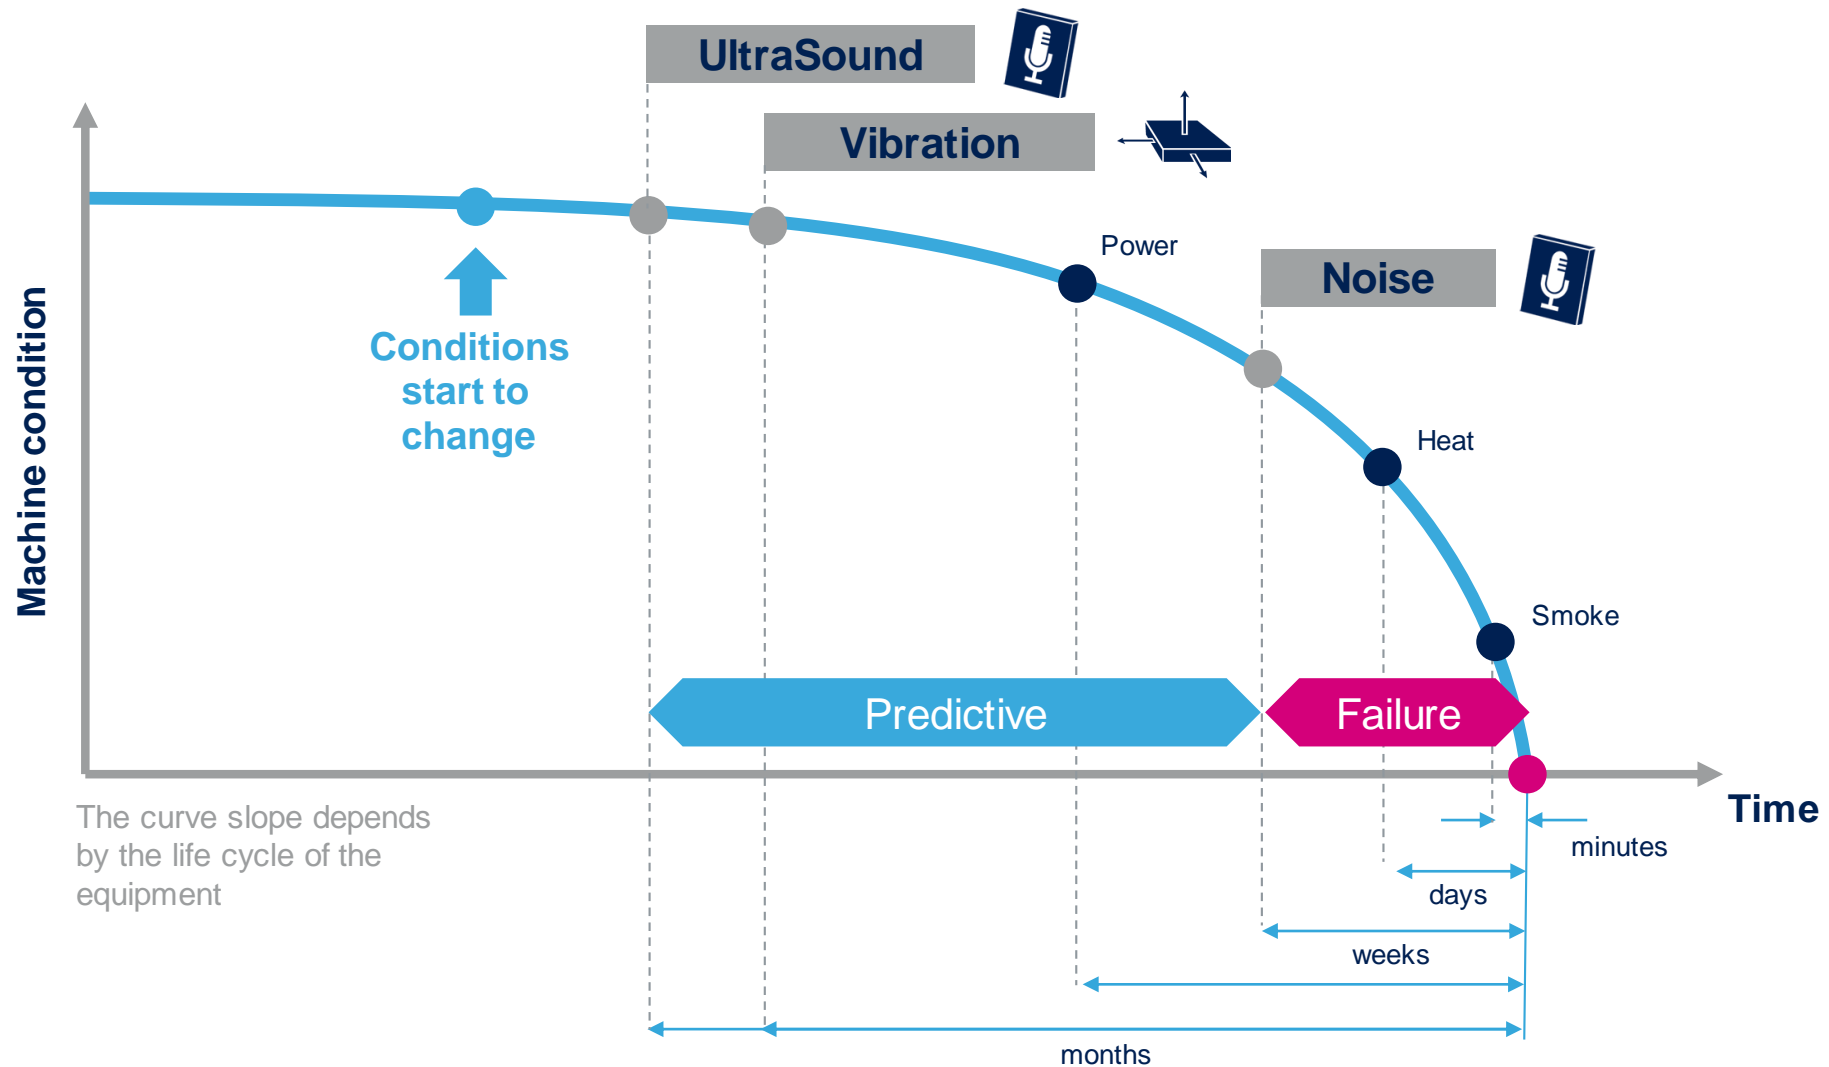 UltraSound
Vibration
Power
Noise
Conditions
start to
change
Machine condition
Heat
Smoke
Predictive
Failure
Time
The curve slope depends
by the life cycle of the
equipment
minutes
days
weeks
months